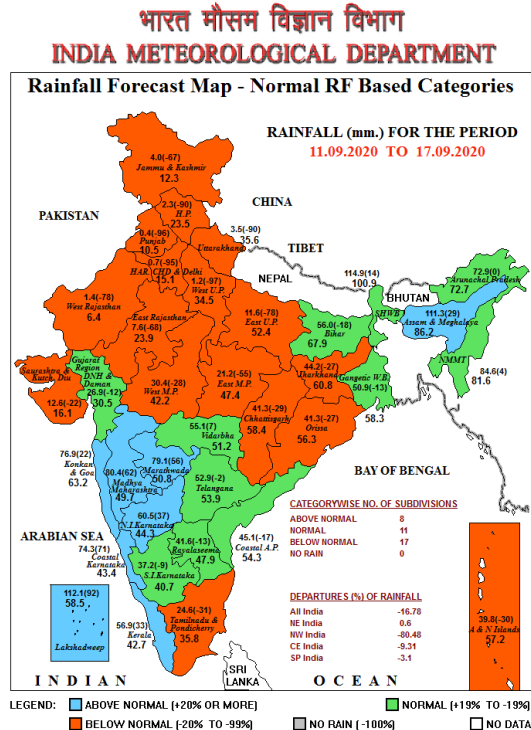 भारत मौसम विज्ञान विभाग
INDIA METEOROLOGICAL DEPARTMENT
Rainfall Forecast Map - Normal RF Based Categories
RAINFALL (mm.) FOR THE PERIOD
11.09.2020 TO 17.09.2020
4.0(-67)
Jammu & Kashmir
12.3
CHINA
PAKISTAN
2.3(-90)
H.P.
23.5
0.4(-96)
Punjab
10.5
3.5(-90)
Uttarakhand 35.6
TIBET
0.7(-95)
HAR. CHD & Delhi
15.1
1.2(-97)
West U.P.
34.5
NEPAL
114.9(14)
100.9
BHUTAN
72.9(0)
Arunachal Pradesh
72.7
1.4(-78)
West Rajasthan
6.4
East Rajasthan
7.6(-68)
23.9
11.6(-78)
East U.P.
52.4
56.0(-18)
Bihar
67.9
SHWB
111.3(29)
Assam & Meghalaya
86.2
NMMT
84.6(4)
81.6
Saurashtra &
Kutch, Diu
12.6(-22)
16.1
Gujarat
Region
DNH &
Daman
26.9(-12)
30.5
30.4(-28)
West M.P.
42.2
21.2(-55)
East M.P.
47.4
44.2(-27)
Jharkhand
60.8
Gangetic W.B.
50.9(-13)
58.3
41.3(-29)
Chhattisgarh
58.4
41.3(-27)
Orissa
56.3
55.1(7)
Vidarbha
51.2
76.9(22)
Konkan
& Goa
63.2
80.4(62)
Madhya
Maharashtra
49.7
79.1(56)
Marathwada
50.8
52.9(-2)
Telangana
53.9
BAY OF BENGAL
60.5(37)
N.I.Karnataka
44.3
ARABIAN SEA
74.3(71)
Coastal
Karnataka
43.4
41.6(-13)
Rayalaseema
47.9
45.1(-17)
Coastal A.P.
54.3
37.2(-9)
S.I.Karnataka
40.7
112.1(92)
58.5
Lakshadweep
56.9(33)
Kerala
42.7
24.6(-31)
Tamilnadu &
Pondicherry
35.8
SRI
LANKA
CATEGORYWISE NO. OF SUBDIVISIONS
ABOVE NORMAL 8
NORMAL 11
BELOW NORMAL 17
NO RAIN 0
DEPARTURES (%) OF RAINFALL
All India -16.78
NE India 0.6
NW India -80.48
CE India -9.31
SP India -3.1
39.8(-30)
A & N Islands
57.2
INDIAN OCEAN
LEGEND: ABOVE NORMAL (+20% OR MORE) NORMAL (+19% TO -19%)
BELOW NORMAL (-20% TO -99%) NO RAIN (-100%) NO DATA